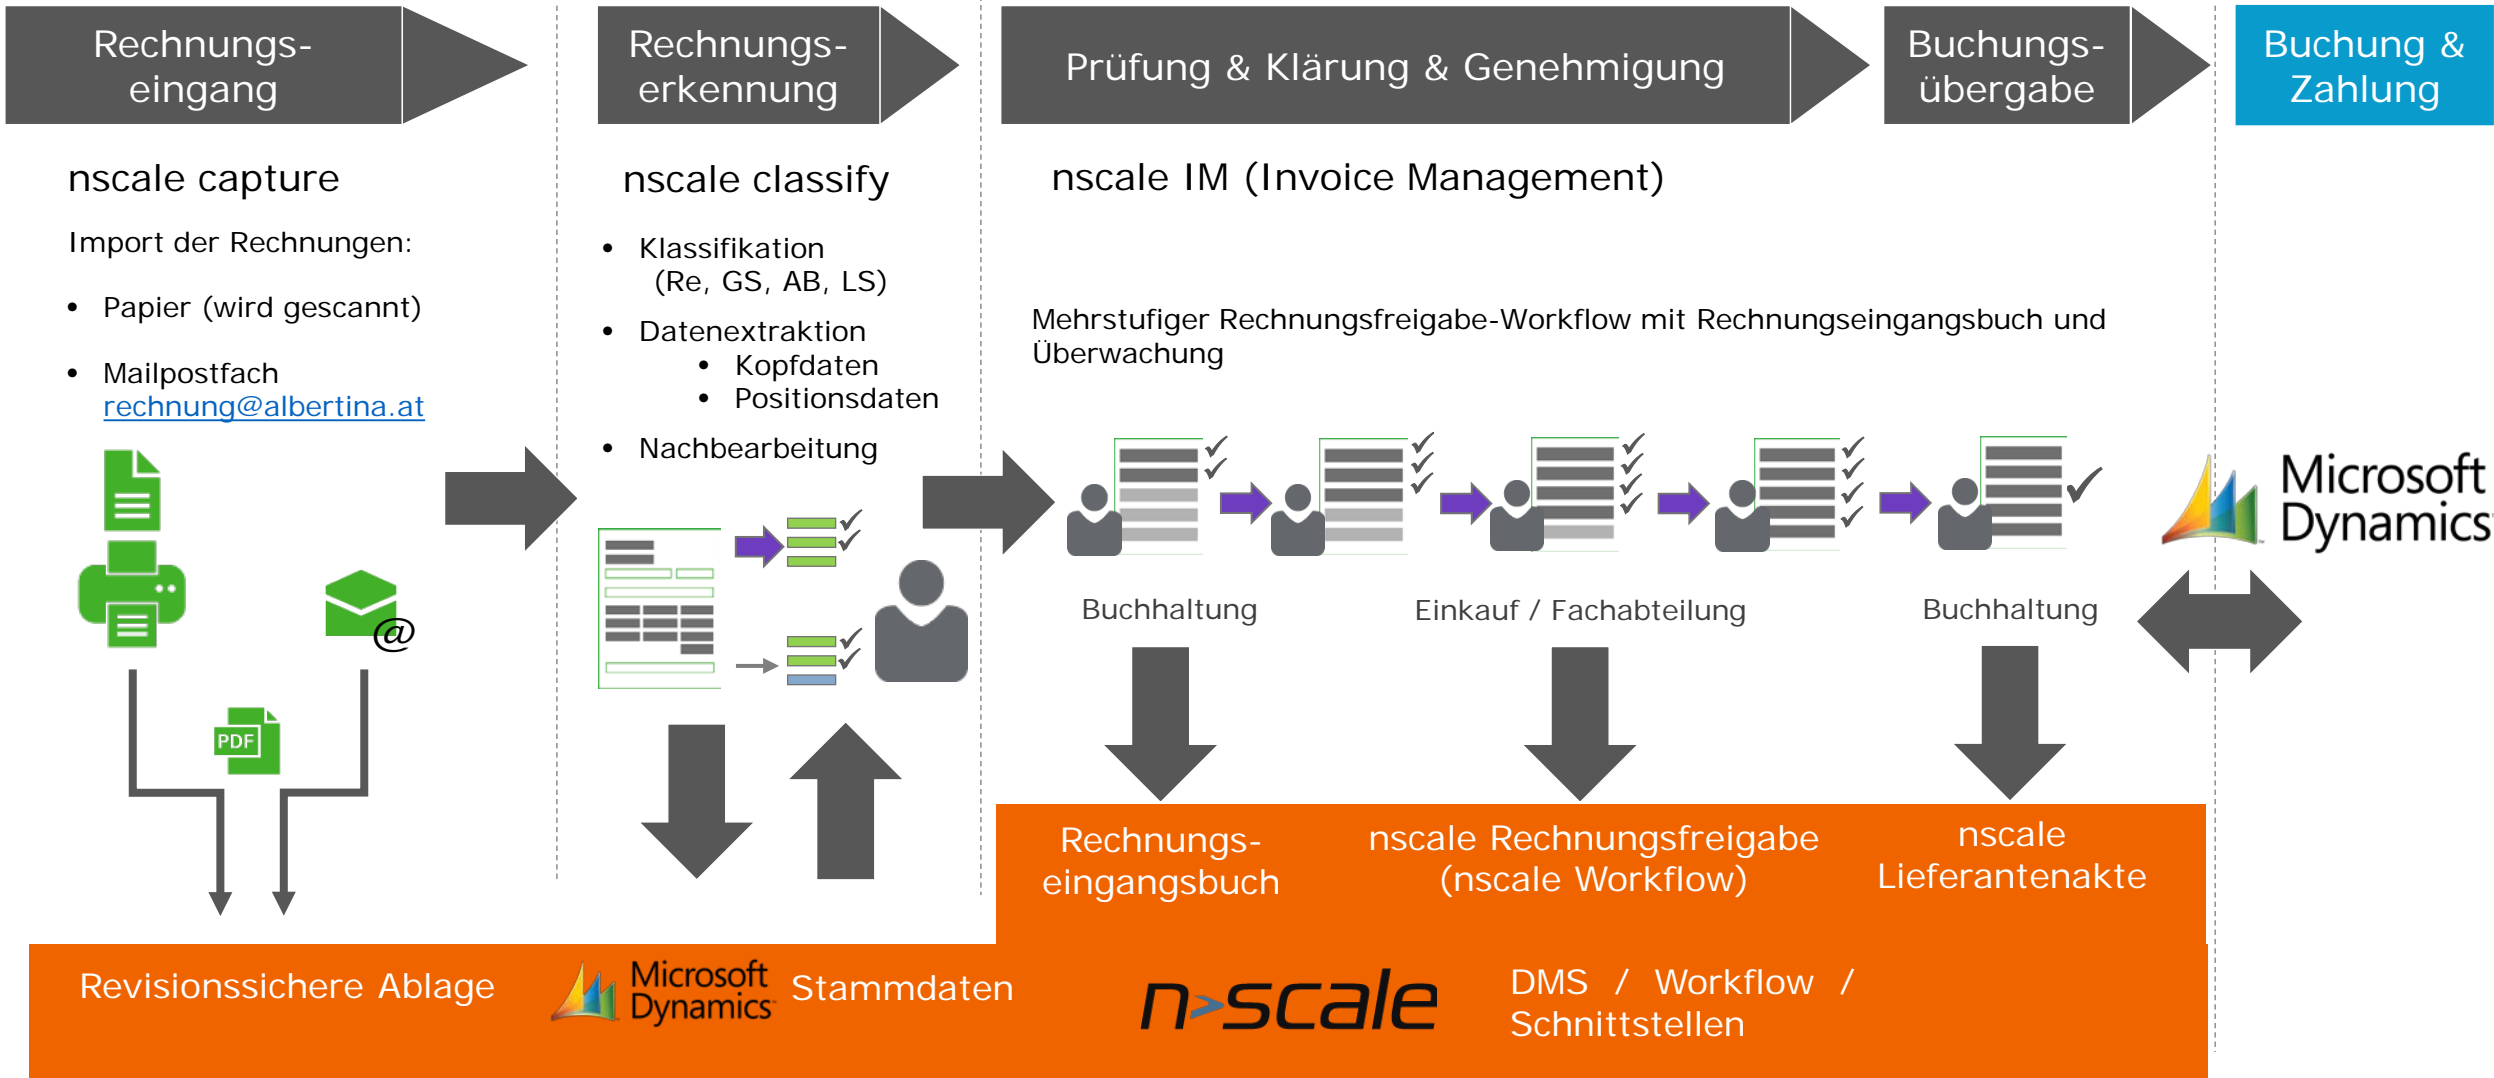 Rechnungs-
eingang
Rechnungs-
erkennung
Prüfung & Klärung & Genehmigung
Buchungs-
übergabe
Buchung &
Zahlung
nscale capture
Import der Rechnungen:
• Papier (wird gescannt)
• Mailpostfach
rechnung@albertina.at
@
PDF
nscale classify
• Klassifikation
(Re, GS, AB, LS)
• Datenextraktion
• Kopfdaten
• Positionsdaten
• Nachbearbeitung
nscale IM (Invoice Management)
Mehrstufiger Rechnungsfreigabe-Workflow mit Rechnungseingangsbuch und
Überwachung
Buchhaltung
Einkauf / Fachabteilung
Buchhaltung
Microsoft
Dynamics
Rechnungs-
eingangsbuch
nscale Rechnungsfreigabe
(nscale Workflow)
nscale
Lieferantenakte
Revisionssichere Ablage
Microsoft
Dynamics
Stammdaten
n>scale
DMS / Workflow /
Schnittstellen